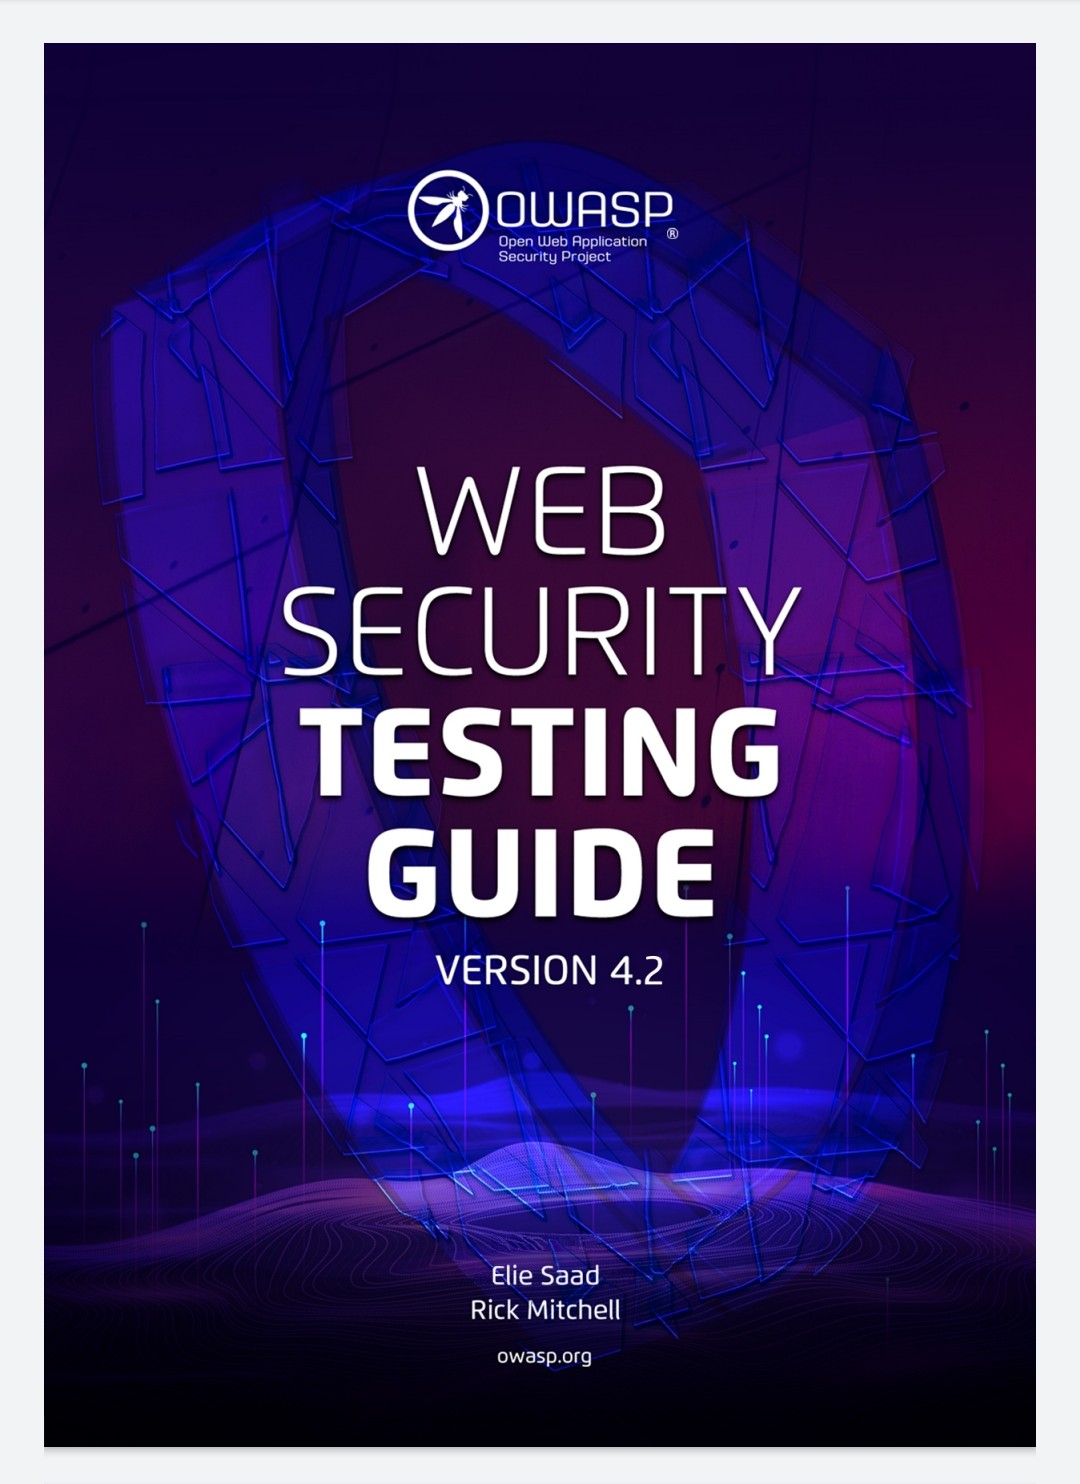 OWASP
®
Open Web Application
Security Project
WEB
SECURITY
TESTING
GUIDE
VERSION 4.2
Elie Saad
Rick Mitchell
owasp.org